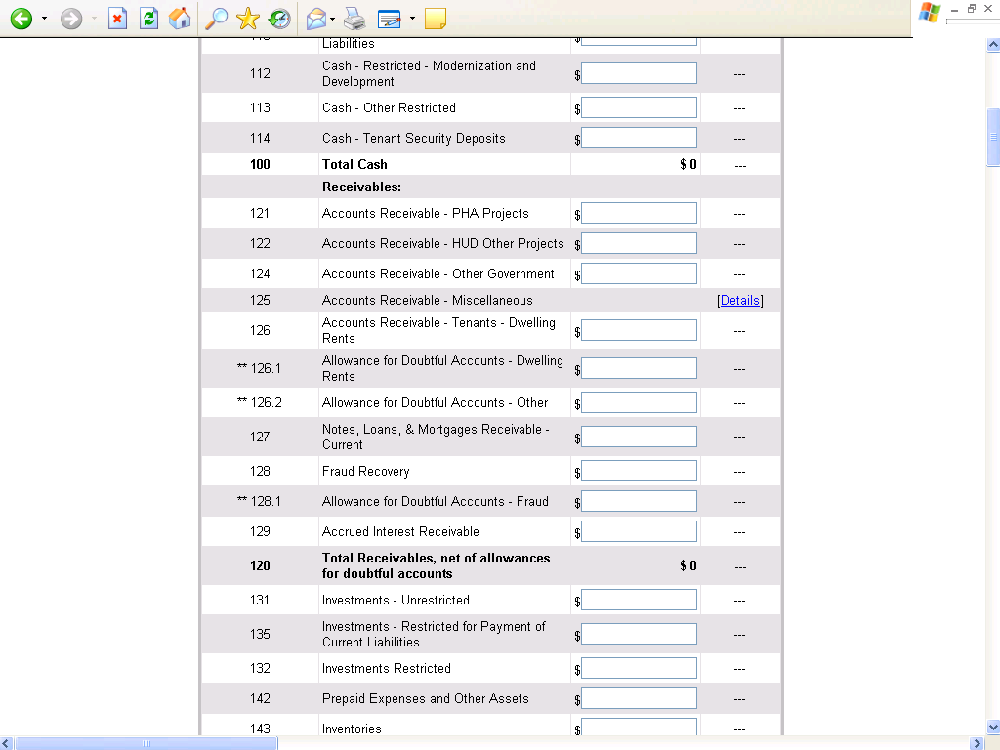 Liabilities $
112 Cash - Restricted - Modernization and
Development $ ---
113 Cash - Other Restricted $ ---
114 Cash - Tenant Security Deposits $ ---
100 Total Cash $ 0 ---
Receivables:
121 Accounts Receivable - PHA Projects $ ---
122 Accounts Receivable - HUD Other Projects $ ---
124 Accounts Receivable - Other Government $ ---
125 Accounts Receivable - Miscellaneous [Details]
126 Accounts Receivable - Tenants - Dwelling
Rents $ ---
** 126.1 Allowance for Doubtful Accounts - Dwelling
Rents $ ---
** 126.2 Allowance for Doubtful Accounts - Other $ ---
127 Notes, Loans, & Mortgages Receivable -
Current $ ---
128 Fraud Recovery $ ---
** 128.1 Allowance for Doubtful Accounts - Fraud $ ---
129 Accrued Interest Receivable $ ---
120 Total Receivables, net of allowances
for doubtful accounts $ 0 ---
131 Investments - Unrestricted $ ---
135 Investments - Restricted for Payment of
Current Liabilities $ ---
132 Investments Restricted $ ---
142 Prepaid Expenses and Other Assets $ ---
143 Inventories $ ---